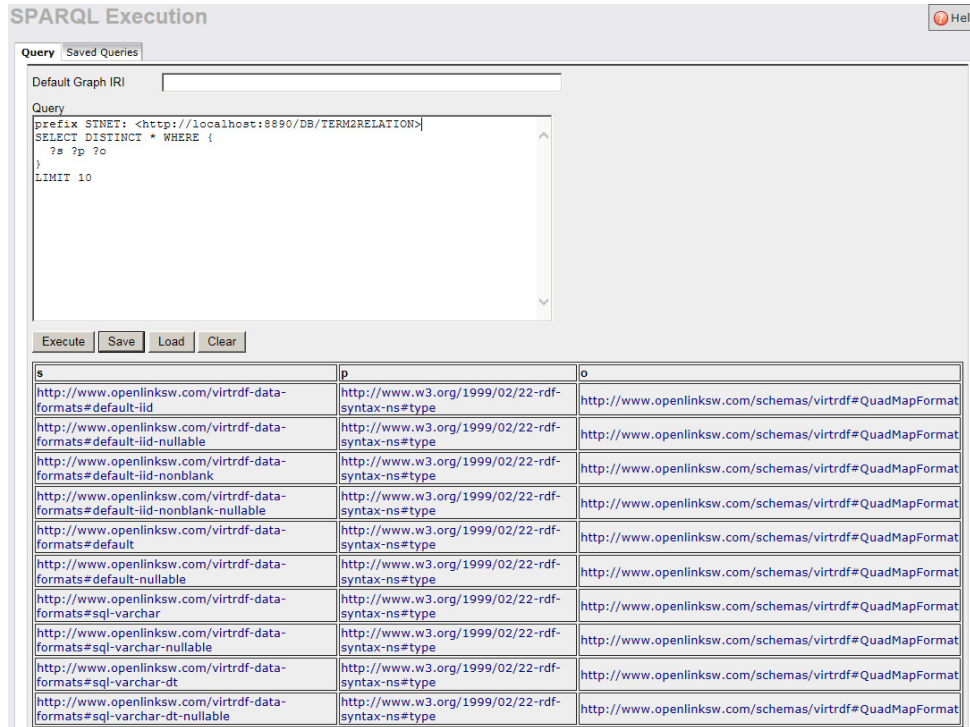 SPARQL Execution
Hel
Query Saved Queries
Default Graph IRI
Query
prefix STNET: <http://localhost:8890/DB/TERM2RELATION>
SELECT DISTINCT * WHERE {
?s ?p ?o
}
LIMIT 10
Execute Save Load Clear
s p o
http://www.openlinksw.com/virtrdf-data- http://www.w3.org/1999/02/22-rdf-
formats#default-iid syntax-ns#type http://www.openlinksw.com/schemas/virtrdf#QuadMapFormat
http://www.openlinksw.com/virtrdf-data- http://www.w3.org/1999/02/22-rdf-
formats#default-iid-nullable syntax-ns#type http://www.openlinksw.com/schemas/virtrdf#QuadMapFormat
http://www.openlinksw.com/virtrdf-data- http://www.w3.org/1999/02/22-rdf-
formats#default-iid-nonblank syntax-ns#type http://www.openlinksw.com/schemas/virtrdf#QuadMapFormat
http://www.openlinksw.com/virtrdf-data- http://www.w3.org/1999/02/22-rdf-
formats#default-iid-nonblank-nullable syntax-ns#type http://www.openlinksw.com/schemas/virtrdf#QuadMapFormat
http://www.openlinksw.com/virtrdf-data- http://www.w3.org/1999/02/22-rdf-
formats#default syntax-ns#type http://www.openlinksw.com/schemas/virtrdf#QuadMapFormat
http://www.openlinksw.com/virtrdf-data- http://www.w3.org/1999/02/22-rdf-
formats#default-nullable syntax-ns#type http://www.openlinksw.com/schemas/virtrdf#QuadMapFormat
http://www.openlinksw.com/virtrdf-data- http://www.w3.org/1999/02/22-rdf-
formats#sql-varchar syntax-ns#type http://www.openlinksw.com/schemas/virtrdf#QuadMapFormat
http://www.openlinksw.com/virtrdf-data- http://www.w3.org/1999/02/22-rdf-
formats#sql-varchar-nullable syntax-ns#type http://www.openlinksw.com/schemas/virtrdf#QuadMapFormat
http://www.openlinksw.com/virtrdf-data- http://www.w3.org/1999/02/22-rdf-
formats#sql-varchar-dt syntax-ns#type http://www.openlinksw.com/schemas/virtrdf#QuadMapFormat
http://www.openlinksw.com/virtrdf-data- http://www.w3.org/1999/02/22-rdf-
formats#sql-varchar-dt-nullable syntax-ns#type http://www.openlinksw.com/schemas/virtrdf#QuadMapFormat